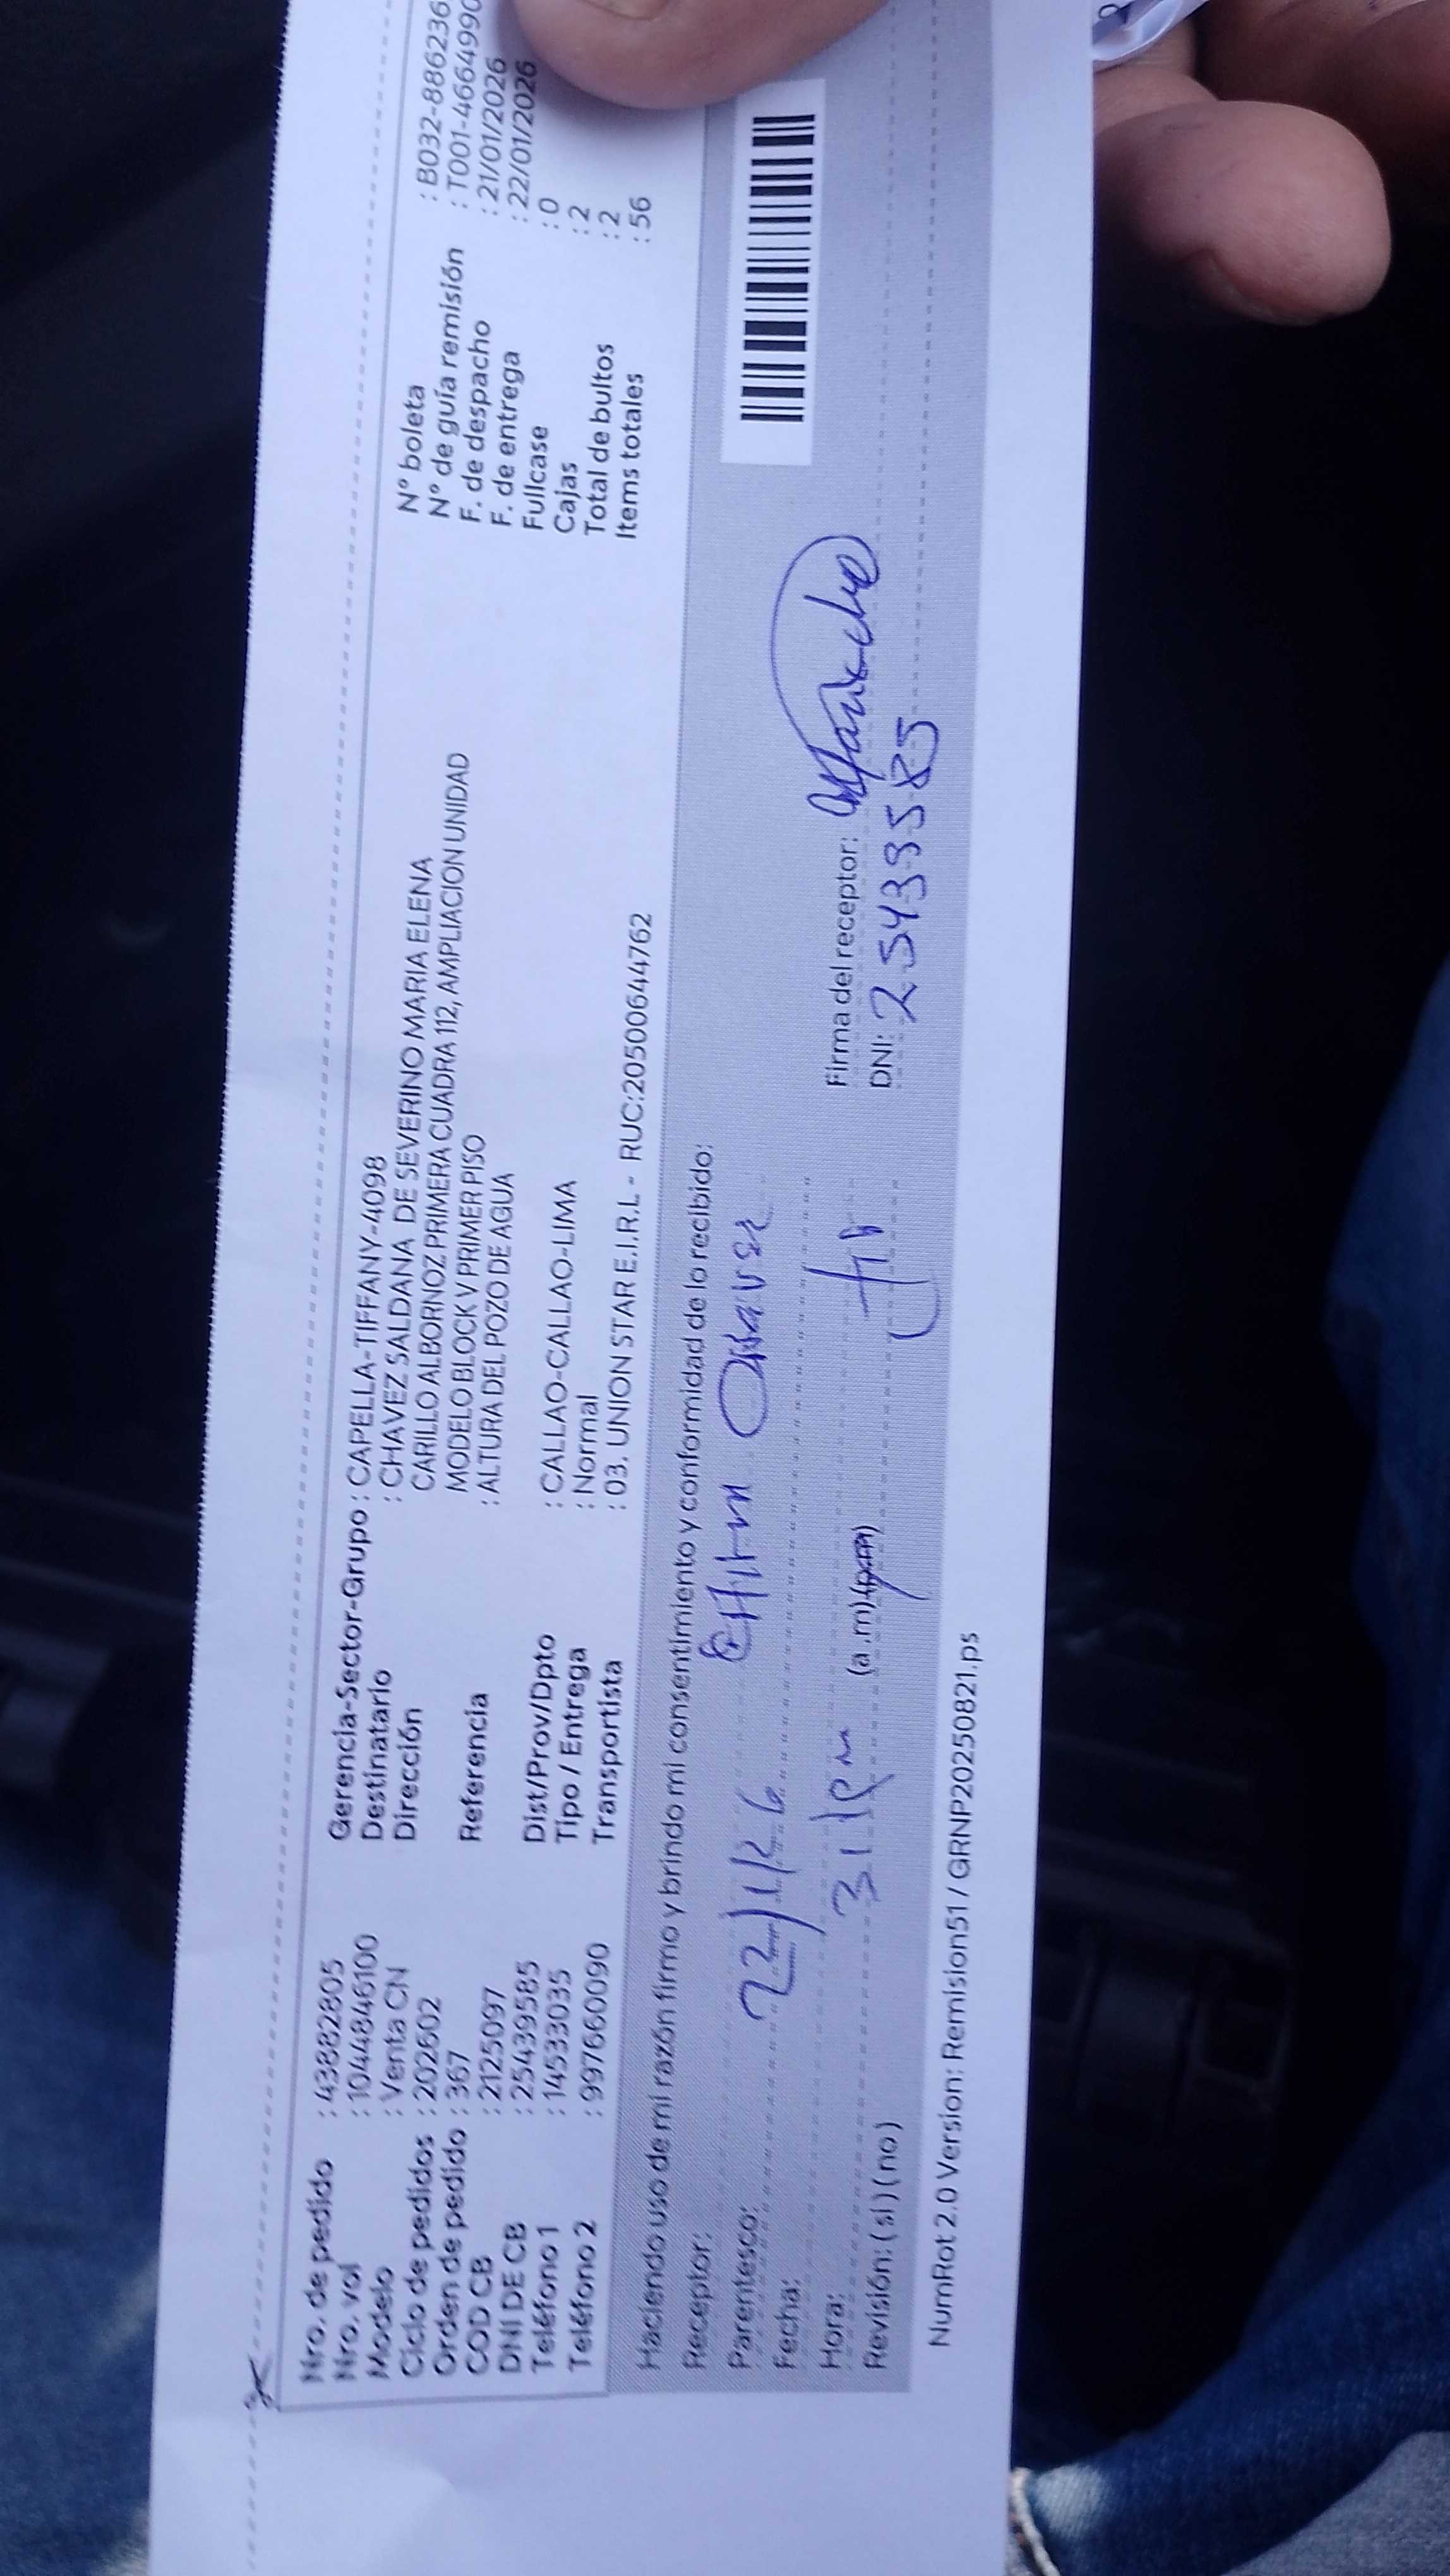 Nro. de pedido : 43882805
Nro. vol : 10448446100
Modelo : Venta CN
Ciclo de pedidos : 202602
Orden de pedido : 367
COD CB : 2125097
DNI DE CB : 25439585
Teléfono 1 : 14533035
Teléfono 2 : 997660090
Gerencia-Sector-Grupo : CAPELLA-TIFFANY-4098
Destinatario : CHAVEZ SALDANA DE SEVERINO MARIA ELENA
Dirección CARILLO ALBORNOZ PRIMERA CUADRA 112, AMPLIACION UNIDAD
MODELO BLOCK V PRIMER PISO
Referencia : ALTURA DEL POZO DE AGUA
Dist/Prov/Dpto : CALLAO-CALLAO-LIMA
Tipo / Entrega : Normal
Transportista : 03. UNION STAR E.I.R.L - RUC:20500644762
N° boleta : B032-886236
N° de guía remisión : T001-4664990
F. de despacho : 21/01/2026
F. de entrega : 22/01/2026
Fullcase : 0
Cajas : 2
Total de bultos : 2
Items totales : 56
Haciendo uso de mi razón firmo y brindo mi consentimiento y conformidad de lo recibido:
Receptor:
Parentesco:
Fecha: 22/1/26
Hora: (a.m) (p.m)
Revisión: (si) (no)
Firma del receptor:
DNI: 25439585
NumRot 2.0 Version: Remision51 / GRNP20250821.ps